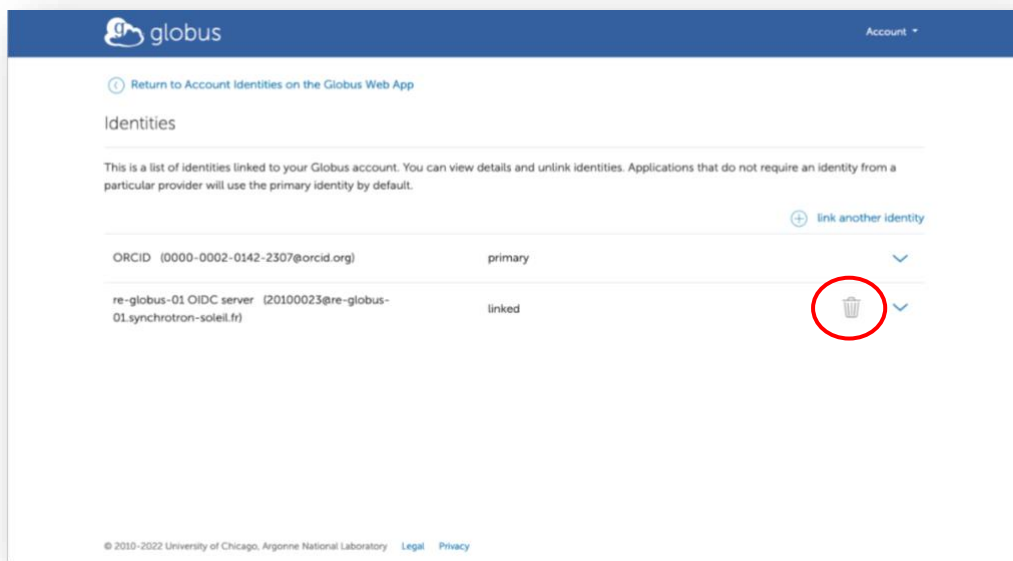 globus
Account
Return to Account Identities on the Globus Web App
Identities
This is a list of identities linked to your Globus account. You can view details and unlink identities. Applications that do not require an identity from a
particular provider will use the primary identity by default.
link another identity
ORCID (0000-0002-0142-2307@orcid.org) primary
re-globus-01 OIDC server (20100023@re-globus-
01.synchrotron-soleil.fr) linked
© 2010-2022 University of Chicago, Argonne National Laboratory Legal Privacy